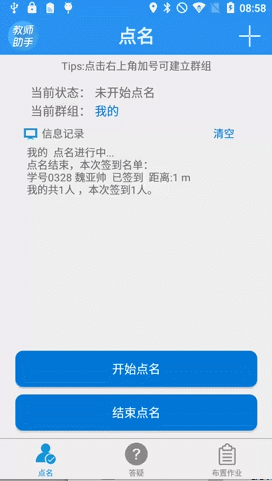 08:58
教师
助手
点名
Tips:点击右上角加号可建立群组
当前状态： 未开始点名
当前群组： 我的
信息记录 清空
我的 点名进行中...
点名结束，本次签到名单：
学号0328 魏亚帅 已签到 距离:1 m
我的共1人 ，本次签到1人。
开始点名
结束点名
点名 答疑 布置作业